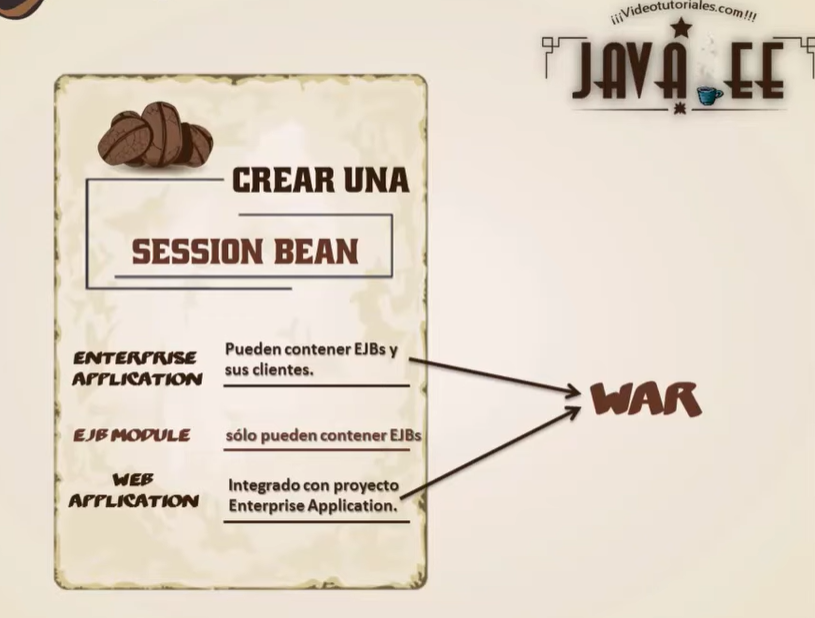 ¡¡¡Videotutoriales.com!!!
JAVA EE
CREAR UNA
SESSION BEAN
ENTERPRISE
APPLICATION
Pueden contener EJBs y
sus clientes.
EJB MODULE
sólo pueden contener EJBs
WEB
APPLICATION
Integrado con proyecto
Enterprise Application.
WAR